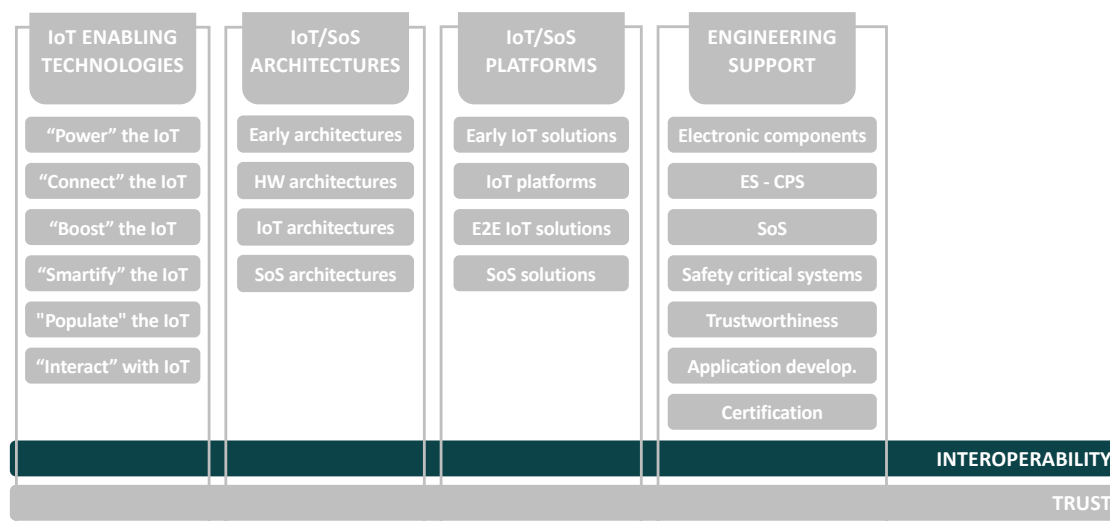 IoT ENABLING
TECHNOLOGIES
“Power” the IoT
“Connect” the IoT
“Boost” the IoT
“Smartify” the IoT
"Populate" the IoT
“Interact” with IoT
IoT/SoS
ARCHITECTURES
Early architectures
HW architectures
IoT architectures
SoS architectures
IoT/SoS
PLATFORMS
Early IoT solutions
IoT platforms
E2E IoT solutions
SoS solutions
ENGINEERING
SUPPORT
Electronic components
ES - CPS
SoS
Safety critical systems
Trustworthiness
Application develop.
Certification
INTEROPERABILITY
TRUST